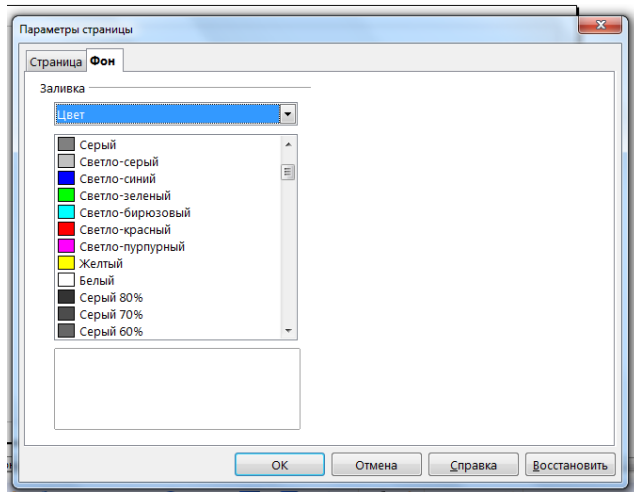 Параметры страницы
Страница Фон
Заливка
Цвет
Серый
Светло-серый
Светло-синий
Светло-зеленый
Светло-бирюзовый
Светло-красный
Светло-пурпурный
Желтый
Белый
Серый 80%
Серый 70%
Серый 60%
OK Отмена Справка Восстановить